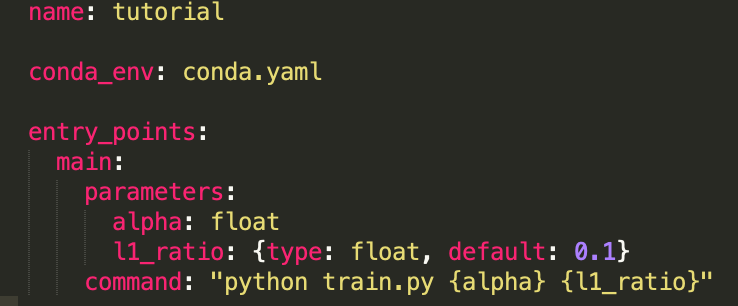 name: tutorial
conda_env: conda.yaml
entry_points:
main:
parameters:
alpha: float
l1_ratio: {type: float, default: 0.1}
command: "python train.py {alpha} {l1_ratio}"